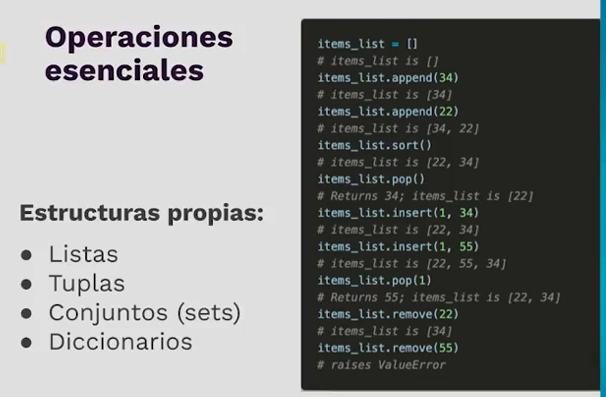 Operaciones
esenciales
Estructuras propias:
● Listas
● Tuplas
● Conjuntos (sets)
● Diccionarios
items_list = []
# items_list is []
items_list.append(34)
# items_list is [34]
items_list.append(22)
# items_list is [34, 22]
items_list.sort()
# items_list is [22, 34]
items_list.pop()
# Returns 34; items_list is [22]
items_list.insert(1, 34)
# items_list is [22, 34]
items_list.insert(1, 55)
# items_list is [22, 55, 34]
items_list.pop(1)
# Returns 55; items_list is [22, 34]
items_list.remove(22)
# items_list is [34]
items_list.remove(55)
# raises ValueError